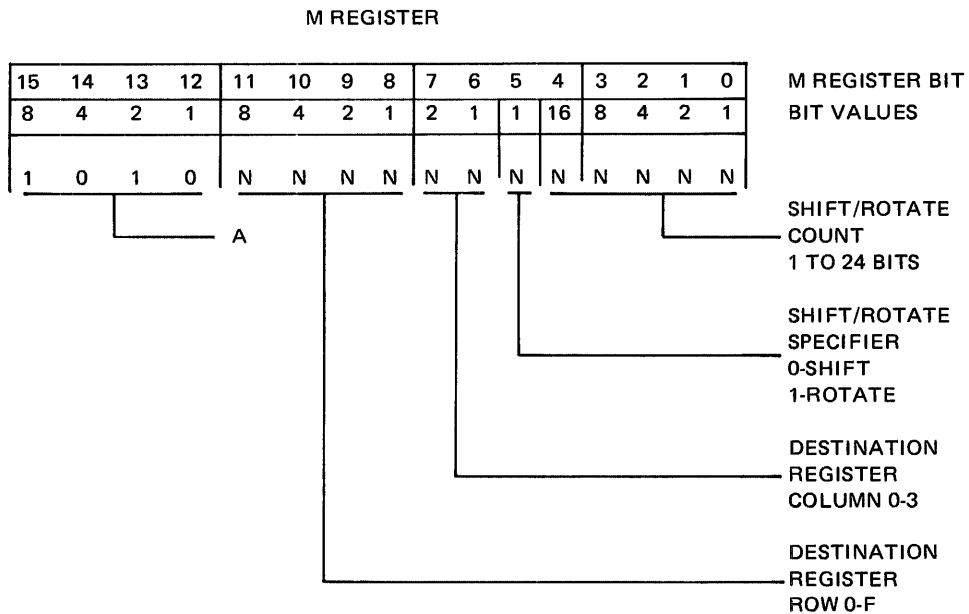 M REGISTER
15 14 13 12 11 10 9 8 7 6 5 4 3 2 1 0 M REGISTER BIT
8 4 2 1 8 4 2 1 2 1 1 16 8 4 2 1 BIT VALUES
1 0 1 0 N N N N N N N N N N N N
A
SHIFT/ROTATE
COUNT
1 TO 24 BITS
SHIFT/ROTATE
SPECIFIER
0-SHIFT
1-ROTATE
DESTINATION
REGISTER
COLUMN 0-3
DESTINATION
REGISTER
ROW 0-F